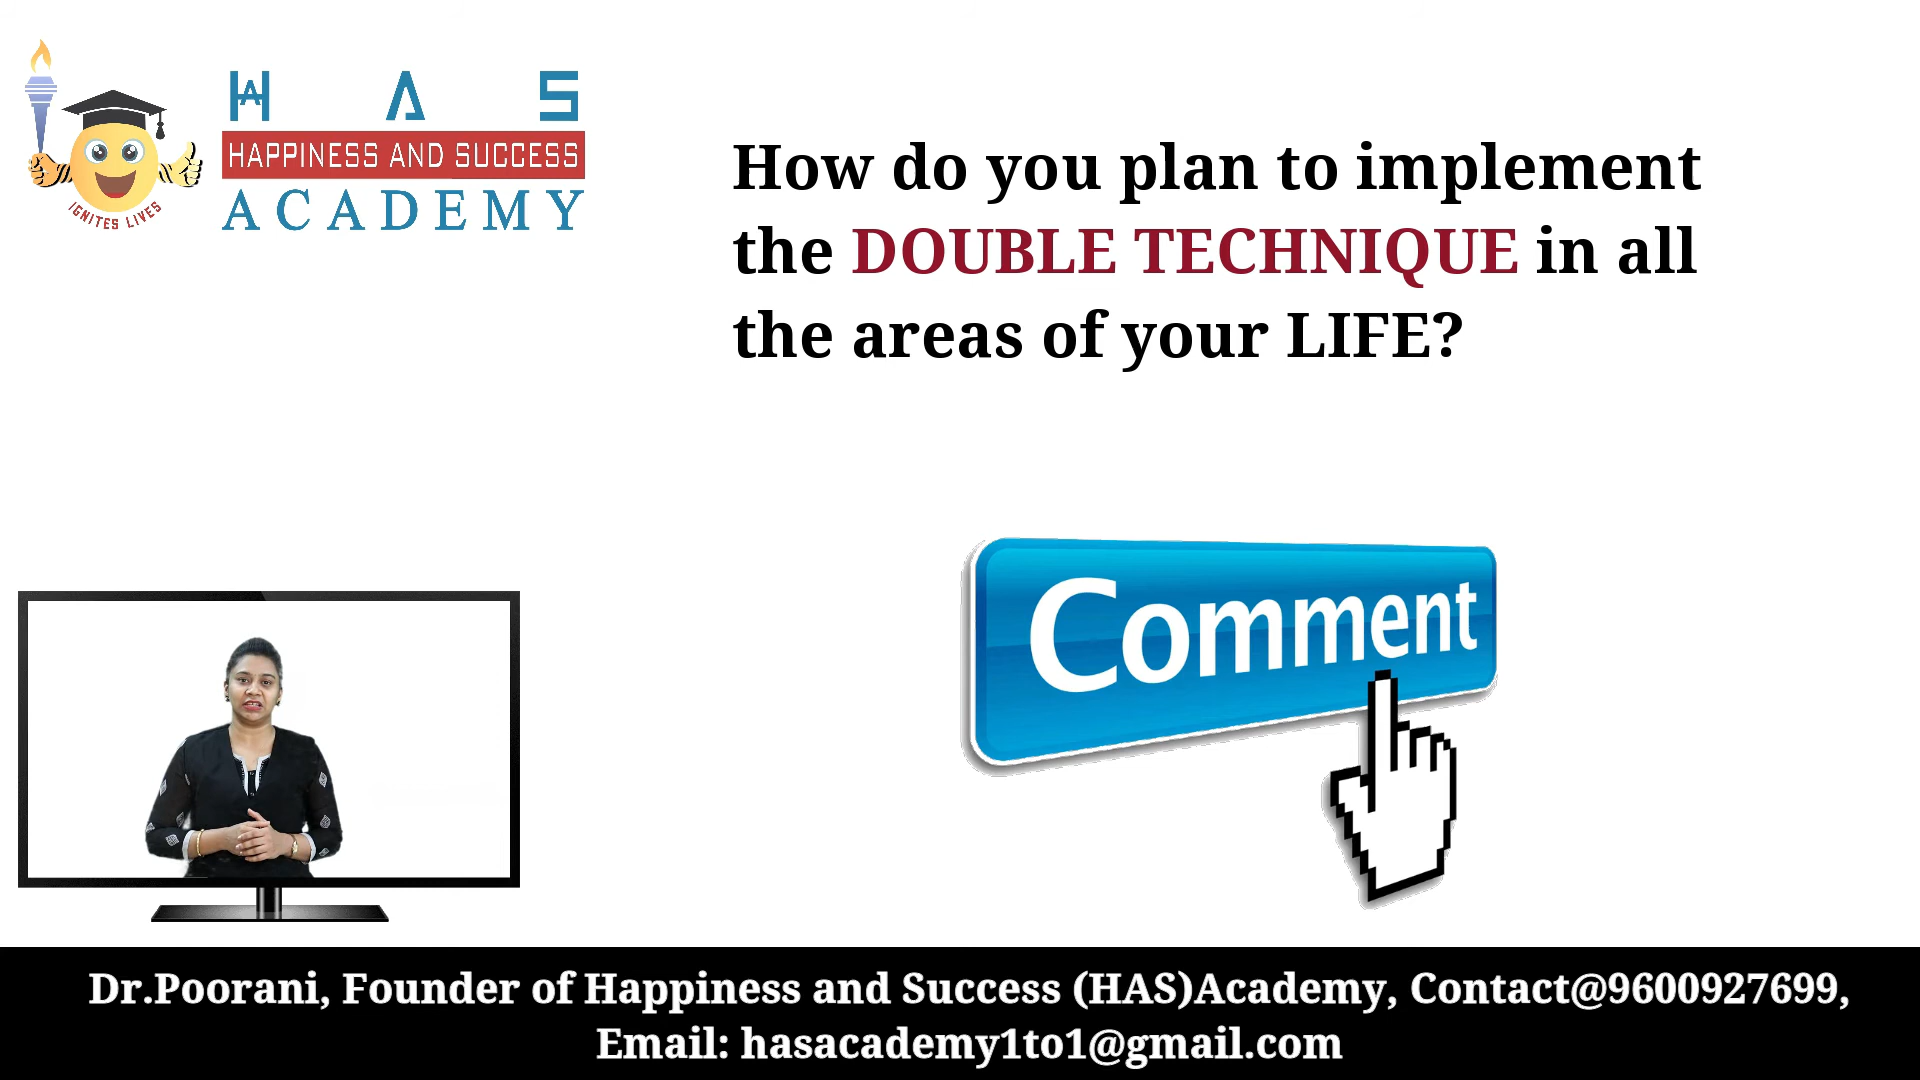 H A S
HAPPINESS AND SUCCESS
ACADEMY
IGNITES LIVES
How do you plan to implement
the DOUBLE TECHNIQUE in all
the areas of your LIFE?
Comment
Dr.Poorani, Founder of Happiness and Success (HAS)Academy, Contact@9600927699,
Email: hasacademy1to1@gmail.com